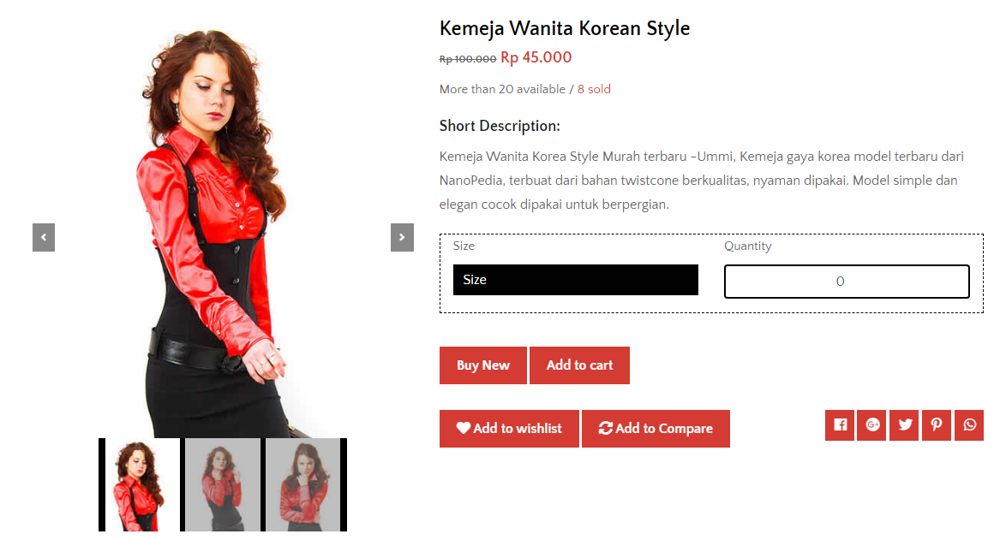 Kemeja Wanita Korean Style
Rp 100.000 Rp 45.000
More than 20 available / 8 sold
Short Description:
Kemeja Wanita Korea Style Murah terbaru -Ummi, Kemeja gaya korea model terbaru dari
NanoPedia, terbuat dari bahan twistcone berkualitas, nyaman dipakai. Model simple dan
elegan cocok dipakai untuk berpergian.
Size Quantity
Size 0
Buy New Add to cart
Add to wishlist Add to Compare